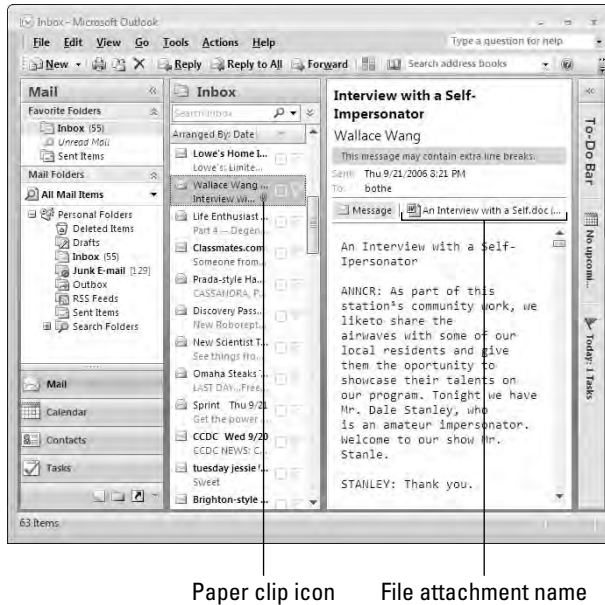 Inbox - Microsoft Outlook
File Edit View Go Tools Actions Help
Type a question for help
New Reply Reply to All Forward Search address books
Mail
Favorite Folders
Inbox (55)
Unread Mail
Sent Items
Mail Folders
All Mail Items
Personal Folders
Deleted Items
Drafts
Inbox (55)
Junk E-mail [129]
Outbox
RSS Feeds
Sent Items
Search Folders
Mail
Calendar
Contacts
Tasks
63 Items
Inbox
Search Inbox
Arranged By: Date
Lowe's Home I...
Lowe's: Limite...
Wallace Wang ...
Interview wi...
Life Enthusiast ...
Part 4 — Degen...
Classmates.com
Someone from...
Prada-style Ha...
CASSANDRA, P...
Discovery Pass...
New Roborept...
New Scientist T...
See things fro...
Omaha Steaks ...
LAST DAY...Free...
Sprint Thu 9/21
Get the power ...
CCDC Wed 9/20
CCDC NEWS: C...
tuesday jessie '...
Sweet
Brighton-style ...
Interview with a Self-
Impersonator
Wallace Wang
This message may contain extra line breaks.
Sent: Thu 9/21/2006 8:21 PM
To: bothe
Message An Interview with a Self.doc (...
An Interview with a Self-
Ipersonator
ANNCR: As part of this
station's community work, we
liketo share the
airwaves with some of our
local residents and give
them the oportunity to
showcase their talents on
our program. Tonight we have
Mr. Dale Stanley, who
is an amateur impersonator.
Welcome to our show Mr.
Stanle.
STANLEY: Thank you.
To-Do Bar
No upcomi...
Today: 1 Tasks
Paper clip icon
File attachment name